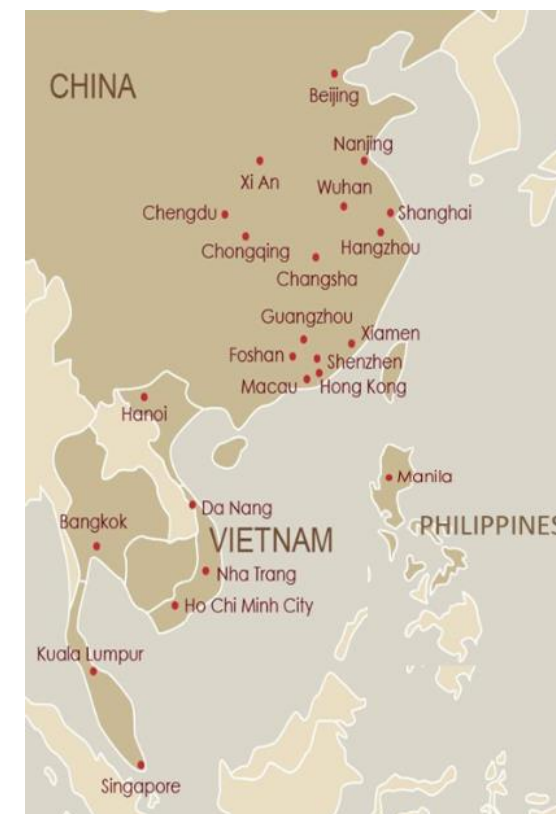 CHINA
Beijing
Nanjing
Xi An
Wuhan
Chengdu
Shanghai
Chongqing
Hangzhou
Changsha
Guangzhou
Xiamen
Foshan
Shenzhen
Macau
Hong Kong
Hanoi
Manila
Da Nang
Bangkok
PHILIPPINES
VIETNAM
Nha Trang
Ho Chi Minh City
Kuala Lumpur
Singapore